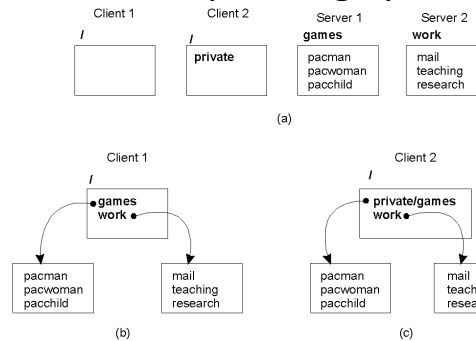 Client 1
Client 2
Server 1
Server 2
/
/
games
work
private
pacman
pacwoman
pacchild
mail
teaching
research
(a)
Client 1
/
games
work
pacman
pacwoman
pacchild
mail
teaching
research
(b)
Client 2
/
private/games
work
pacman
pacwoman
pacchild
mail
(c)